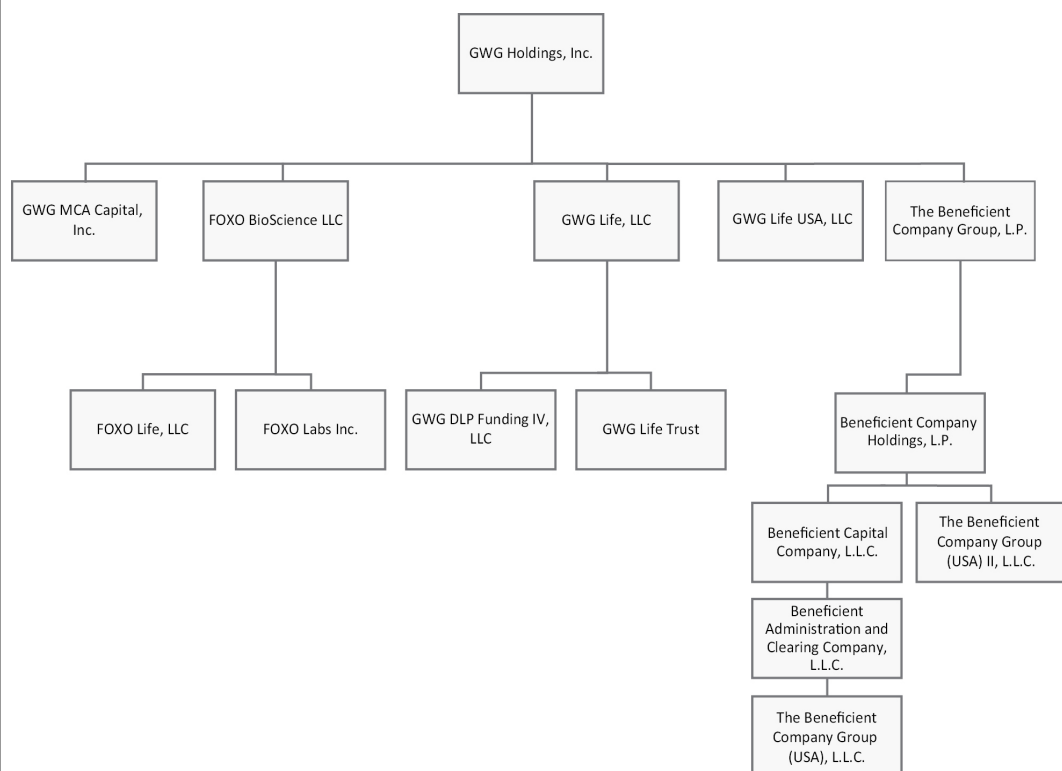 GWG Holdings, Inc.
GWG MCA Capital,
Inc.
FOXO BioScience LLC
GWG Life, LLC
GWG Life USA, LLC
The Beneficient
Company Group, L.P.
FOXO Life, LLC
FOXO Labs Inc.
GWG DLP Funding IV,
LLC
GWG Life Trust
Beneficient Company
Holdings, L.P.
Beneficient Capital
Company, L.L.C.
The Beneficient
Company Group
(USA) II, L.L.C.
Beneficient
Administration and
Clearing Company,
L.L.C.
The Beneficient
Company Group
(USA), L.L.C.